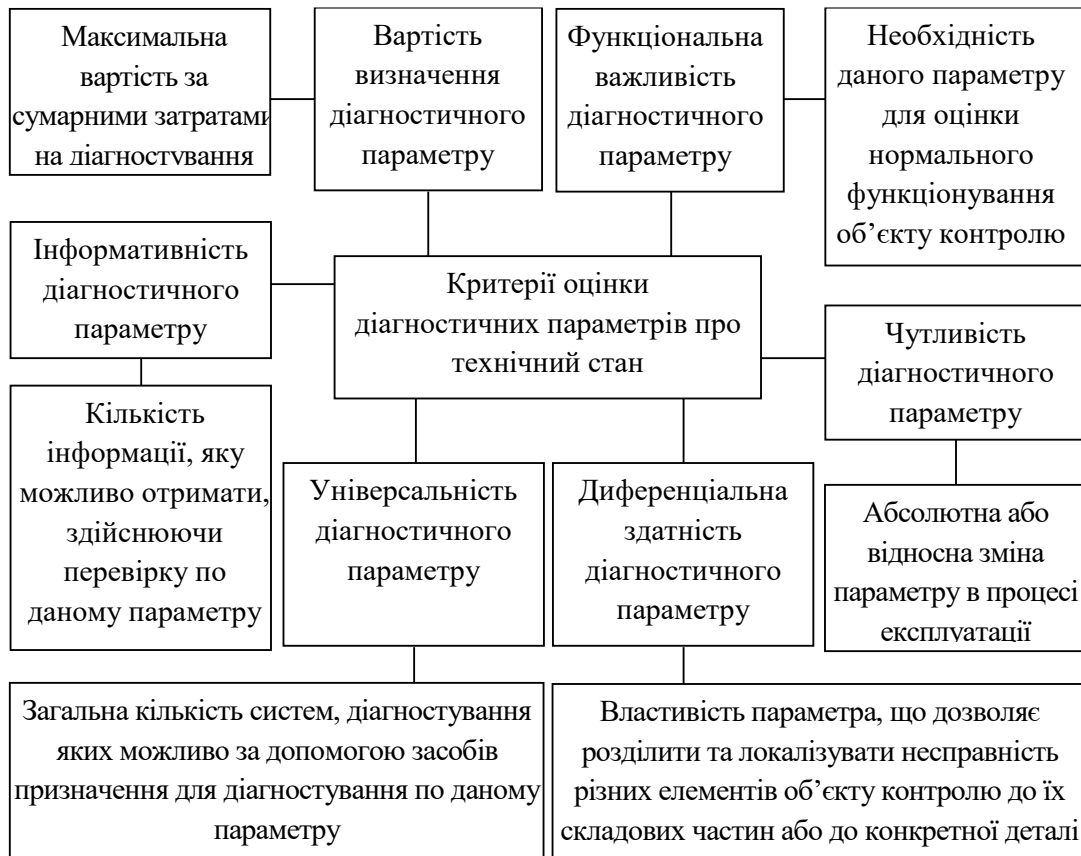 Максимальна
вартість за
сумарними затратами
на діагностування
Вартість
визначення
діагностичного
параметру
Функціональна
важливість
діагностичного
параметру
Необхідність
даного параметру
для оцінки
нормального
функціонування
об’єкту контролю
Інформативність
діагностичного
параметру
Критерії оцінки
діагностичних параметрів про
технічний стан
Чутливість
діагностичного
параметру
Кількість
інформації, яку
можливо отримати,
здійснюючи
перевірку по
даному параметру
Універсальність
діагностичного
параметру
Диференціальна
здатність
діагностичного
параметру
Абсолютна або
відносна зміна
параметру в процесі
експлуатації
Загальна кількість систем, діагностування
яких можливо за допомогою засобів
призначення для діагностування по даному
параметру
Властивість параметра, що дозволяє
розділити та локалізувати несправність
різних елементів об’єкту контролю до їх
складових частин або до конкретної деталі